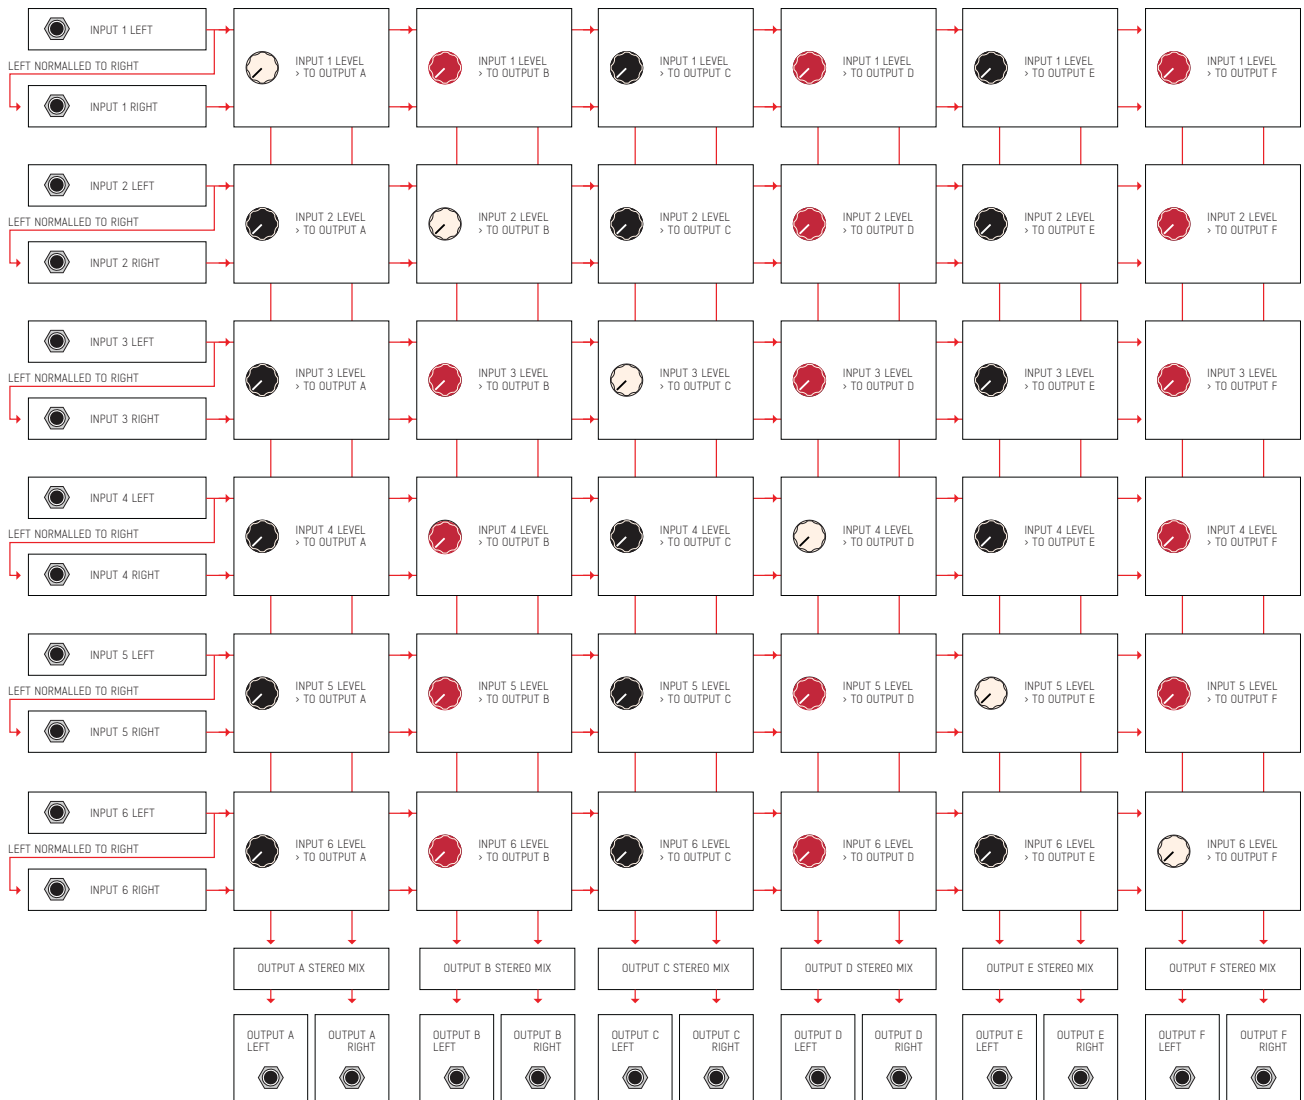 INPUT 1 LEFT
LEFT NORMALLED TO RIGHT
INPUT 1 RIGHT
INPUT 1 LEVEL
> TO OUTPUT A
INPUT 1 LEVEL
> TO OUTPUT B
INPUT 1 LEVEL
> TO OUTPUT C
INPUT 1 LEVEL
> TO OUTPUT D
INPUT 1 LEVEL
> TO OUTPUT E
INPUT 1 LEVEL
> TO OUTPUT F
INPUT 2 LEFT
LEFT NORMALLED TO RIGHT
INPUT 2 RIGHT
INPUT 2 LEVEL
> TO OUTPUT A
INPUT 2 LEVEL
> TO OUTPUT B
INPUT 2 LEVEL
> TO OUTPUT C
INPUT 2 LEVEL
> TO OUTPUT D
INPUT 2 LEVEL
> TO OUTPUT E
INPUT 2 LEVEL
> TO OUTPUT F
INPUT 3 LEFT
LEFT NORMALLED TO RIGHT
INPUT 3 RIGHT
INPUT 3 LEVEL
> TO OUTPUT A
INPUT 3 LEVEL
> TO OUTPUT B
INPUT 3 LEVEL
> TO OUTPUT C
INPUT 3 LEVEL
> TO OUTPUT D
INPUT 3 LEVEL
> TO OUTPUT E
INPUT 3 LEVEL
> TO OUTPUT F
INPUT 4 LEFT
LEFT NORMALLED TO RIGHT
INPUT 4 RIGHT
INPUT 4 LEVEL
> TO OUTPUT A
INPUT 4 LEVEL
> TO OUTPUT B
INPUT 4 LEVEL
> TO OUTPUT C
INPUT 4 LEVEL
> TO OUTPUT D
INPUT 4 LEVEL
> TO OUTPUT E
INPUT 4 LEVEL
> TO OUTPUT F
INPUT 5 LEFT
LEFT NORMALLED TO RIGHT
INPUT 5 RIGHT
INPUT 5 LEVEL
> TO OUTPUT A
INPUT 5 LEVEL
> TO OUTPUT B
INPUT 5 LEVEL
> TO OUTPUT C
INPUT 5 LEVEL
> TO OUTPUT D
INPUT 5 LEVEL
> TO OUTPUT E
INPUT 5 LEVEL
> TO OUTPUT F
INPUT 6 LEFT
LEFT NORMALLED TO RIGHT
INPUT 6 RIGHT
INPUT 6 LEVEL
> TO OUTPUT A
INPUT 6 LEVEL
> TO OUTPUT B
INPUT 6 LEVEL
> TO OUTPUT C
INPUT 6 LEVEL
> TO OUTPUT D
INPUT 6 LEVEL
> TO OUTPUT E
INPUT 6 LEVEL
> TO OUTPUT F
OUTPUT A STEREO MIX
OUTPUT B STEREO MIX
OUTPUT C STEREO MIX
OUTPUT D STEREO MIX
OUTPUT E STEREO MIX
OUTPUT F STEREO MIX
OUTPUT A
LEFT
OUTPUT A
RIGHT
OUTPUT B
LEFT
OUTPUT B
RIGHT
OUTPUT C
LEFT
OUTPUT C
RIGHT
OUTPUT D
LEFT
OUTPUT D
RIGHT
OUTPUT E
LEFT
OUTPUT E
RIGHT
OUTPUT F
LEFT
OUTPUT F
RIGHT